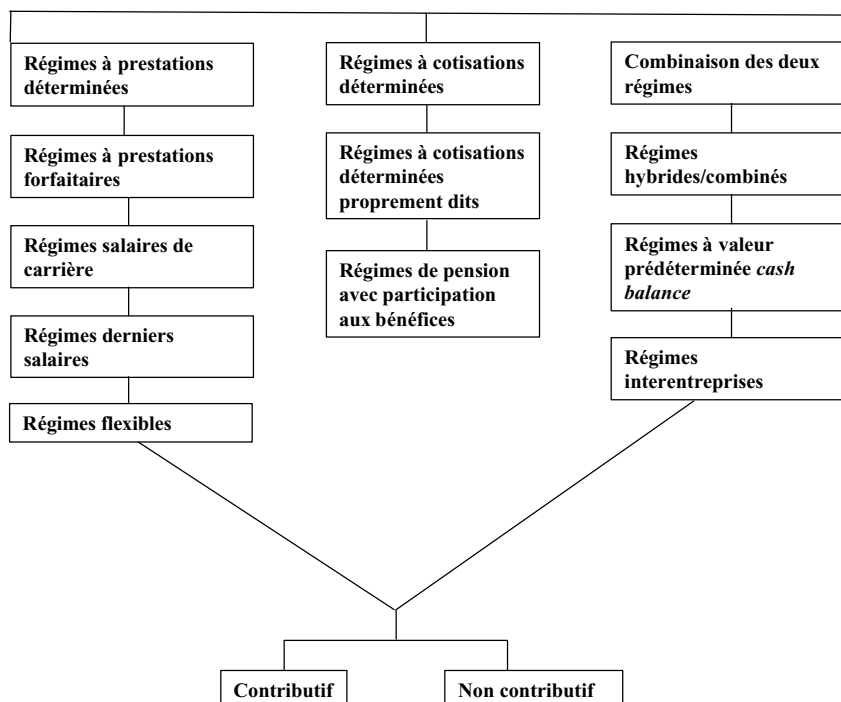 Régimes à prestations
déterminées
Régimes à prestations
forfaitaires
Régimes salaires de
carrière
Régimes derniers
salaires
Régimes flexibles
Régimes à cotisations
déterminées
Régimes à cotisations
déterminées
proprement dits
Régimes de pension
avec participation
aux bénéfices
Combinaison des deux
régimes
Régimes
hybrides/combinés
Régimes à valeur
prédéterminée cash
balance
Régimes
interentreprises
Contributif
Non contributif